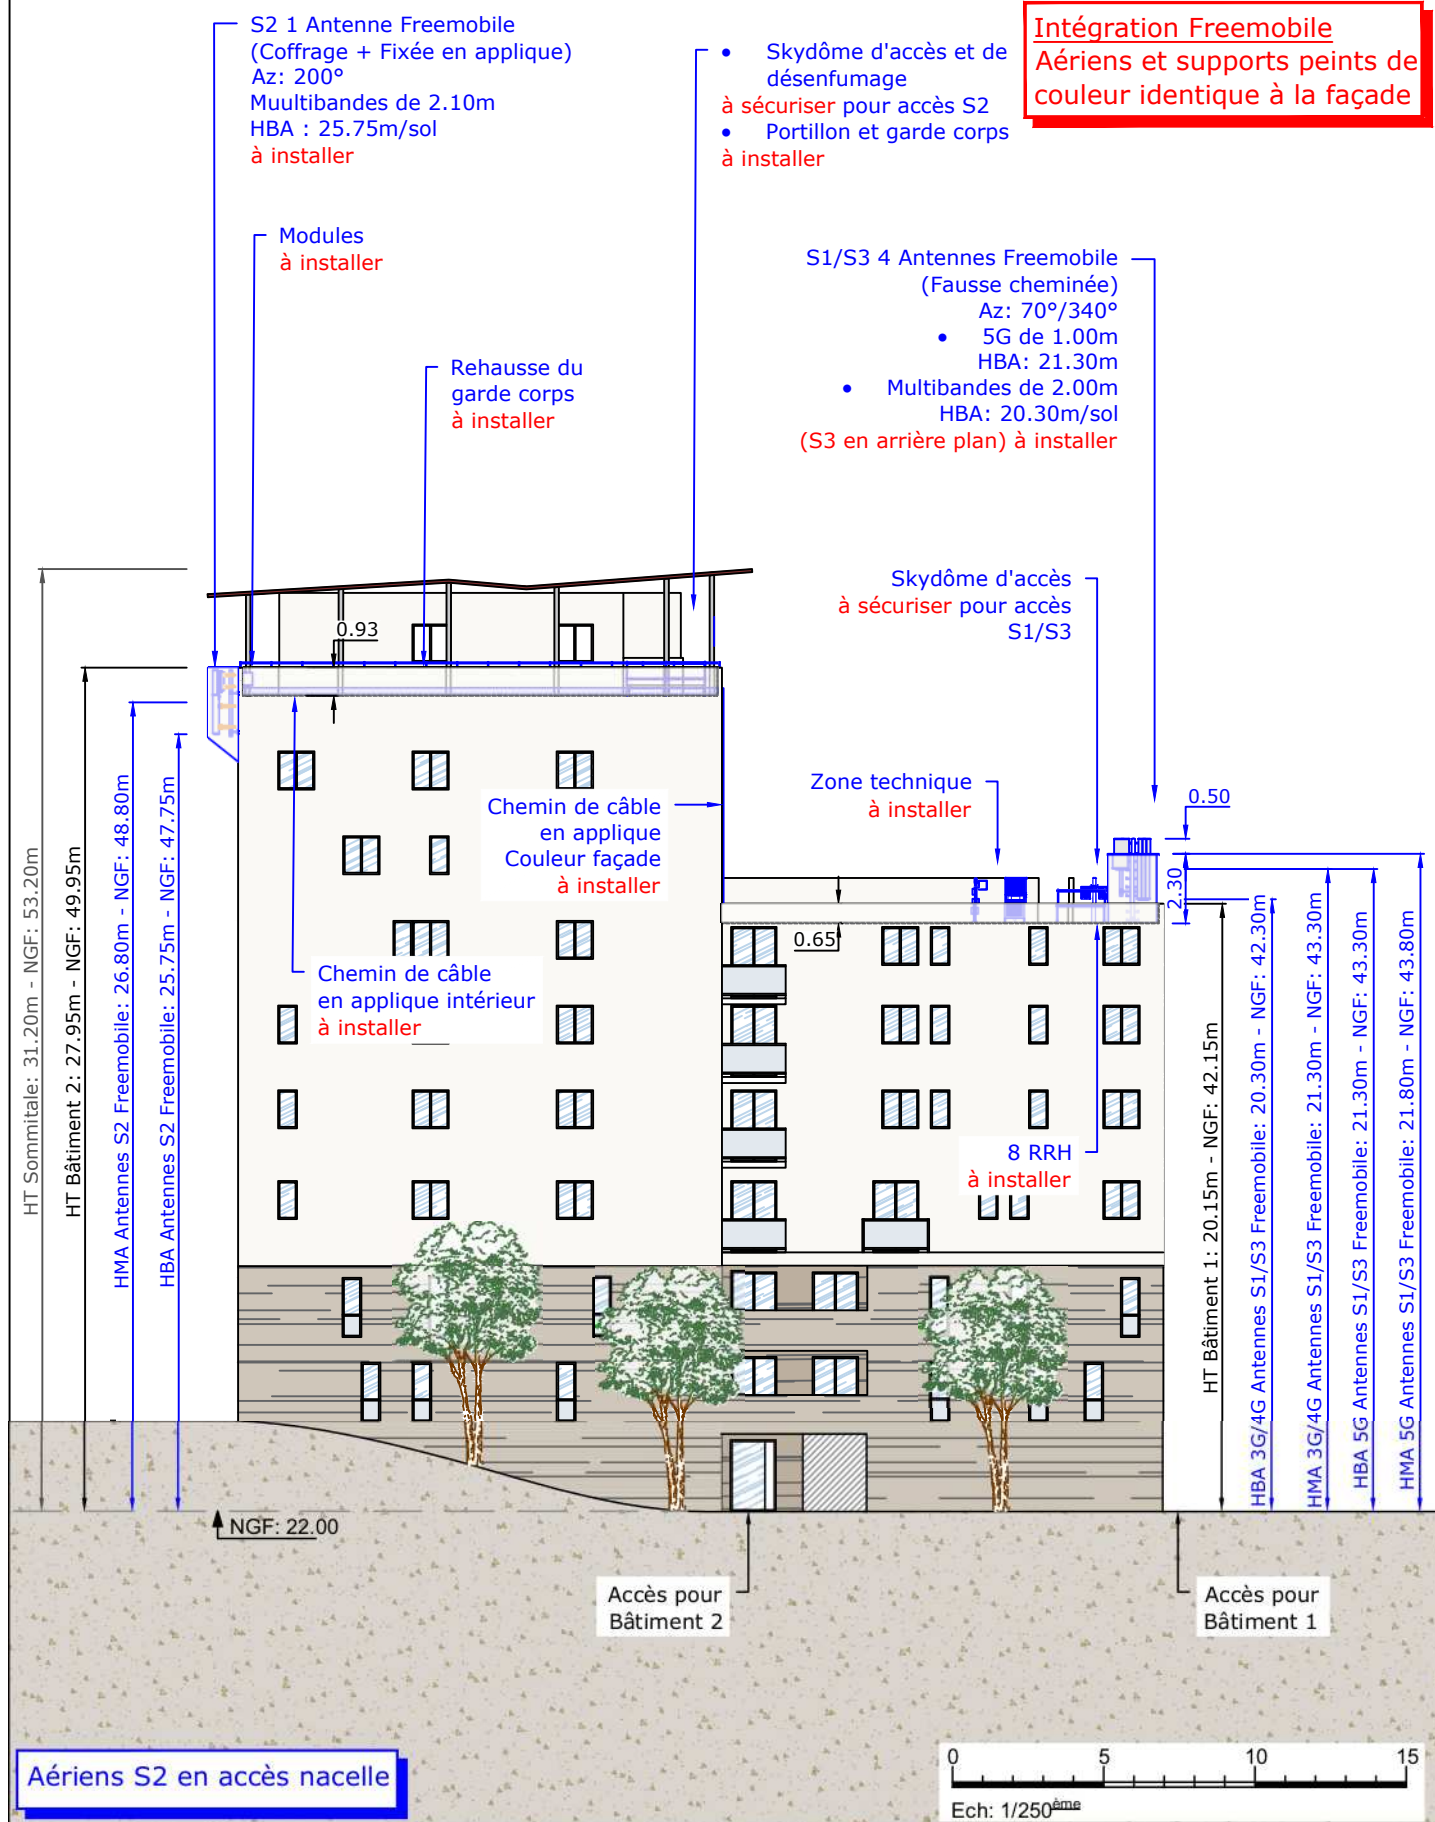 S2 1 Antenne Freemobile
(Coffrage + Fixée en applique)
Az: 200°
Muultibandes de 2.10m
HBA : 25.75m/sol
à installer
• Skydôme d'accès et de
désenfumage
à sécuriser pour accès S2
• Portillon et garde corps
à installer
Intégration Freemobile
Aériens et supports peints de
couleur identique à la façade
Modules
à installer
S1/S3 4 Antennes Freemobile
(Fausse cheminée)
Az: 70°/340°
• 5G de 1.00m
HBA: 21.30m
• Multibandes de 2.00m
HBA: 20.30m/sol
(S3 en arrière plan) à installer
Rehausse du
garde corps
à installer
Skydôme d'accès
à sécuriser pour accès
S1/S3
0.93
Zone technique
à installer
Chemin de câble
en applique
Couleur façade
à installer
0.50
2.30
0.65
Chemin de câble
en applique intérieur
à installer
8 RRH
à installer
HT Sommitale: 31.20m - NGF: 53.20m
HT Bâtiment 2: 27.95m - NGF: 49.95m
HMA Antennes S2 Freemobile: 26.80m - NGF: 48.80m
HBA Antennes S2 Freemobile: 25.75m - NGF: 47.75m
HT Bâtiment 1: 20.15m - NGF: 42.15m
HBA 3G/4G Antennes S1/S3 Freemobile: 20.30m - NGF: 42.30m
HMA 3G/4G Antennes S1/S3 Freemobile: 21.30m - NGF: 43.30m
HBA 5G Antennes S1/S3 Freemobile: 21.30m - NGF: 43.30m
HMA 5G Antennes S1/S3 Freemobile: 21.80m - NGF: 43.80m
NGF: 22.00
Accès pour
Bâtiment 2
Accès pour
Bâtiment 1
Aériens S2 en accès nacelle
0 5 10 15
Ech: 1/250ème